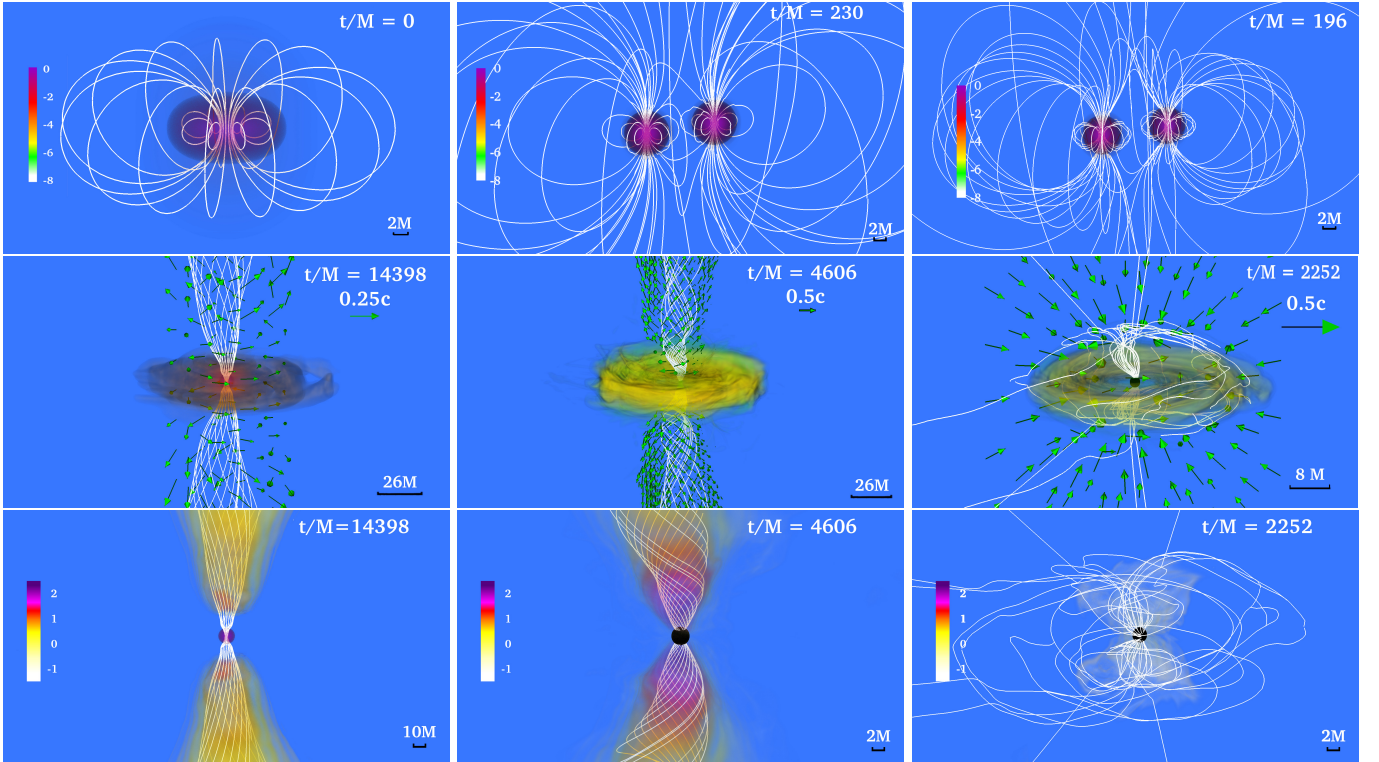 t/M = 0
0
-2
-4
-6
-8
2M
t/M = 230
0
-2
-4
-6
-8
2M
t/M = 196
0
-2
-4
-6
-8
2M
t/M = 14398
0.25c
26M
t/M = 4606
0.5c
26M
t/M = 2252
0.5c
8 M
t/M=14398
2
1
0
-1
10M
t/M = 4606
2
1
0
-1
2M
t/M = 2252
2
1
0
-1
2M